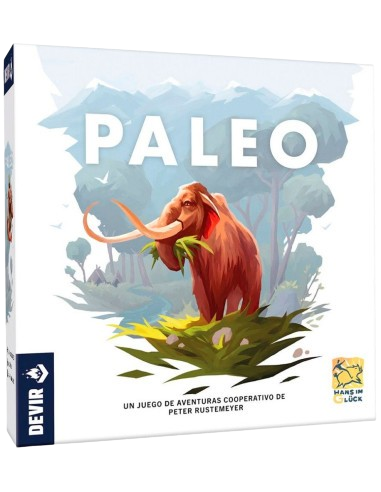 PALEO
UN JUEGO DE AVENTURAS COOPERATIVO DE
PETER RUSTEMEYER
DEVIR
HANS IM
GLÜCK